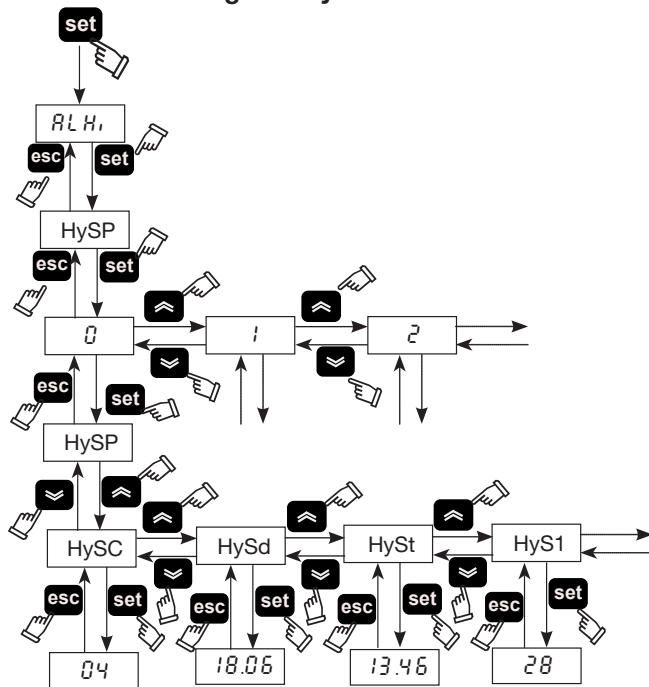 set
ALHi
esc
set
HySP
esc
set
0
1
2
esc
set
HySP
HySC
HySd
HySt
HyS1
esc
set
esc
set
esc
set
esc
set
04
18.06
13.46
28